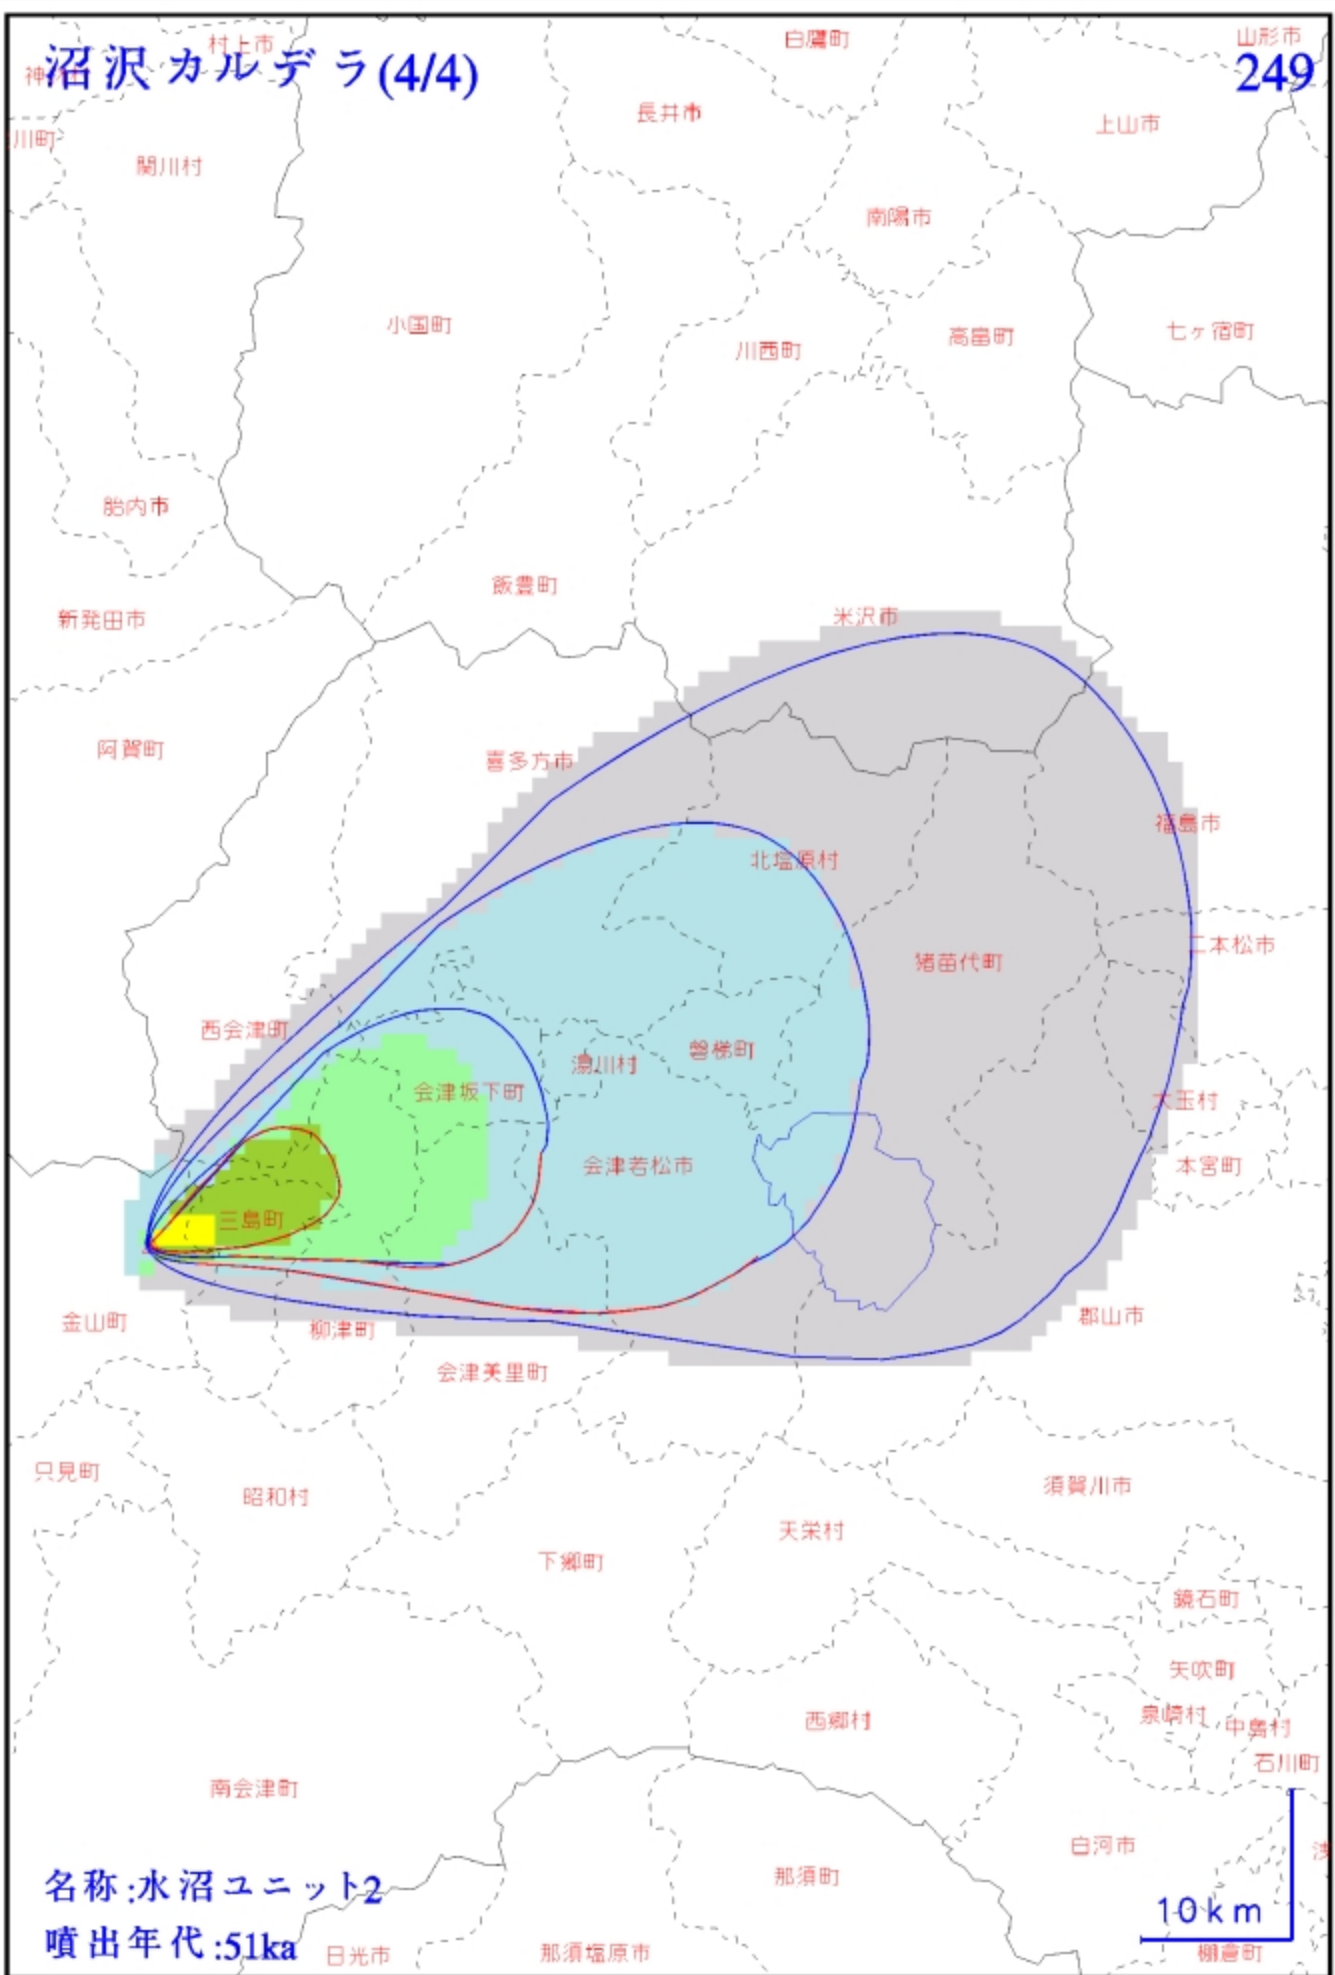 沼沢カルデラ(4/4)
249
村上市
白鷹町
山形市
長井市
上山市
川町
関川村
南陽市
小国町
川西町
高畠町
七ヶ宿町
胎内市
飯豊町
新発田市
米沢市
阿賀町
喜多方市
福島市
北塩原村
二本松市
猪苗代町
西会津町
磐梯町
湯川村
会津坂下町
大玉村
会津若松市
本宮町
三島町
金山町
柳津町
郡山市
会津美里町
只見町
昭和村
須賀川市
天栄村
下郷町
鏡石町
矢吹町
西郷村
泉崎村
中島村
石川町
南会津町
白河市
那須町
名称:水沼ユニット2
10km
噴出年代:51ka
日光市
那須塩原市
棚倉町